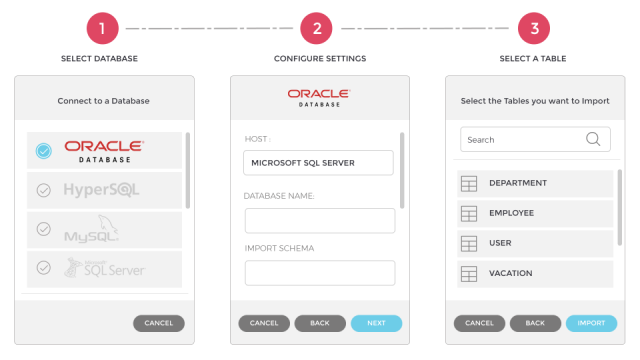 1
2
3
SELECT DATABASE
CONFIGURE SETTINGS
SELECT A TABLE
Connect to a Database
ORACLE
DATABASE
HyperSQL
MySQL
Microsoft
SQL Server
CANCEL
ORACLE
DATABASE
HOST :
MICROSOFT SQL SERVER
DATABASE NAME:
IMPORT SCHEMA
CANCEL
BACK
NEXT
Select the Tables you want to Import
Search
DEPARTMENT
EMPLOYEE
USER
VACATION
CANCEL
BACK
IMPORT